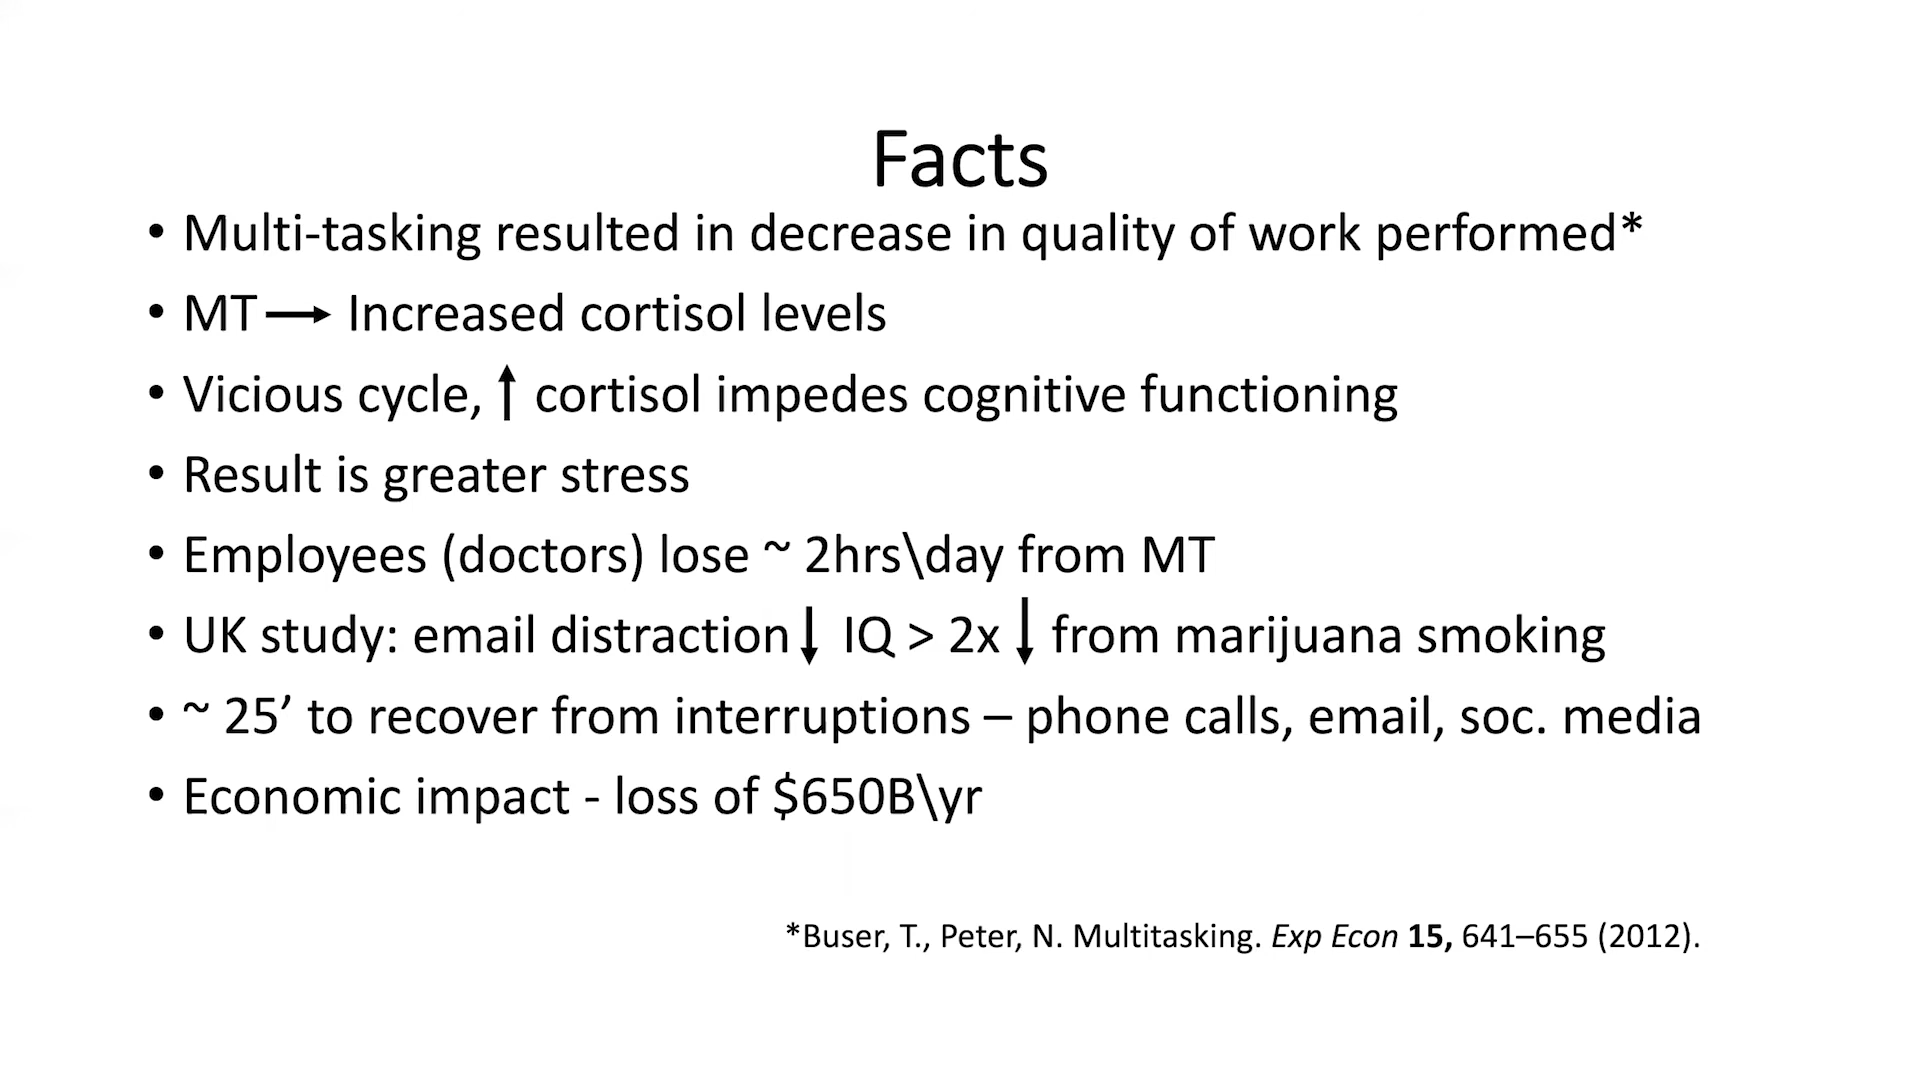 Facts
• Multi-tasking resulted in decrease in quality of work performed*
• MT → Increased cortisol levels
• Vicious cycle, ↑ cortisol impedes cognitive functioning
• Result is greater stress
• Employees (doctors) lose ~ 2hrs\day from MT
• UK study: email distraction ↓ IQ > 2x ↓ from marijuana smoking
• ~ 25’ to recover from interruptions – phone calls, email, soc. media
• Economic impact - loss of $650B\yr
*Buser, T., Peter, N. Multitasking. Exp Econ 15, 641–655 (2012).